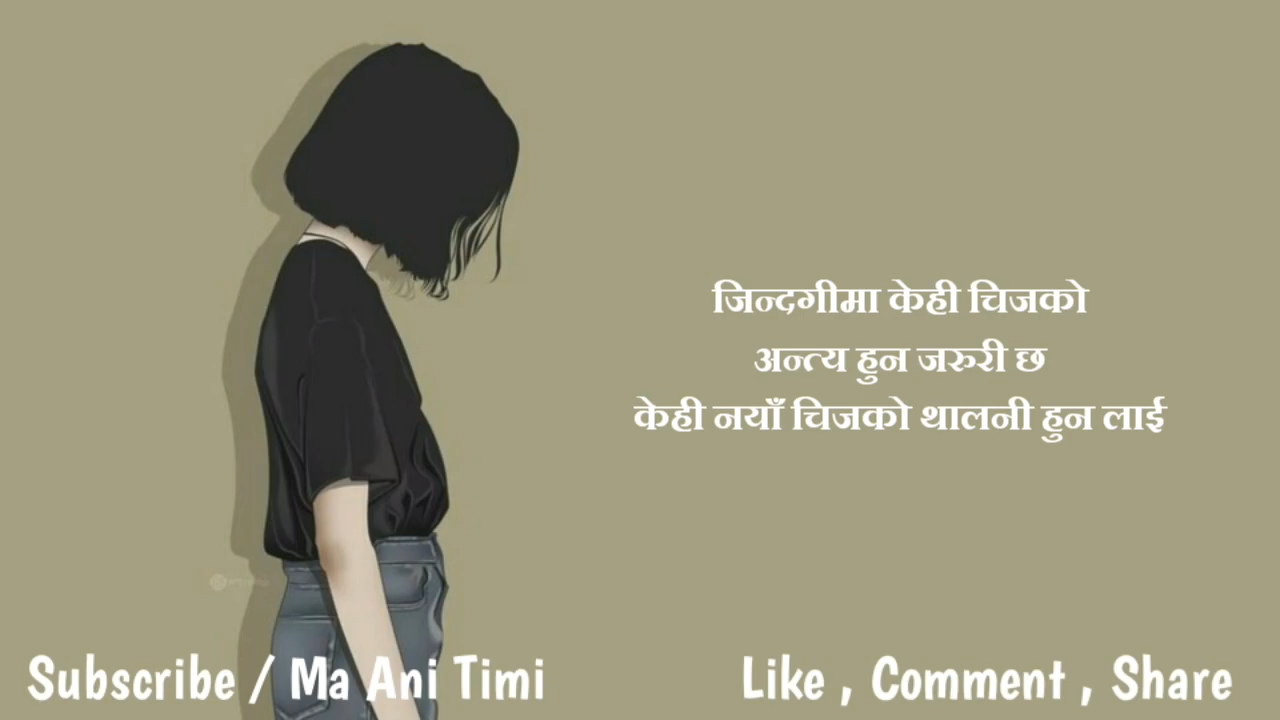 जिन्दगीमा केही चिजको
अन्त्य हुन जरुरी छ
केही नयाँ चिजको थालनी हुन लाई
Subscribe / Ma Ani Timi
Like , Comment , Share